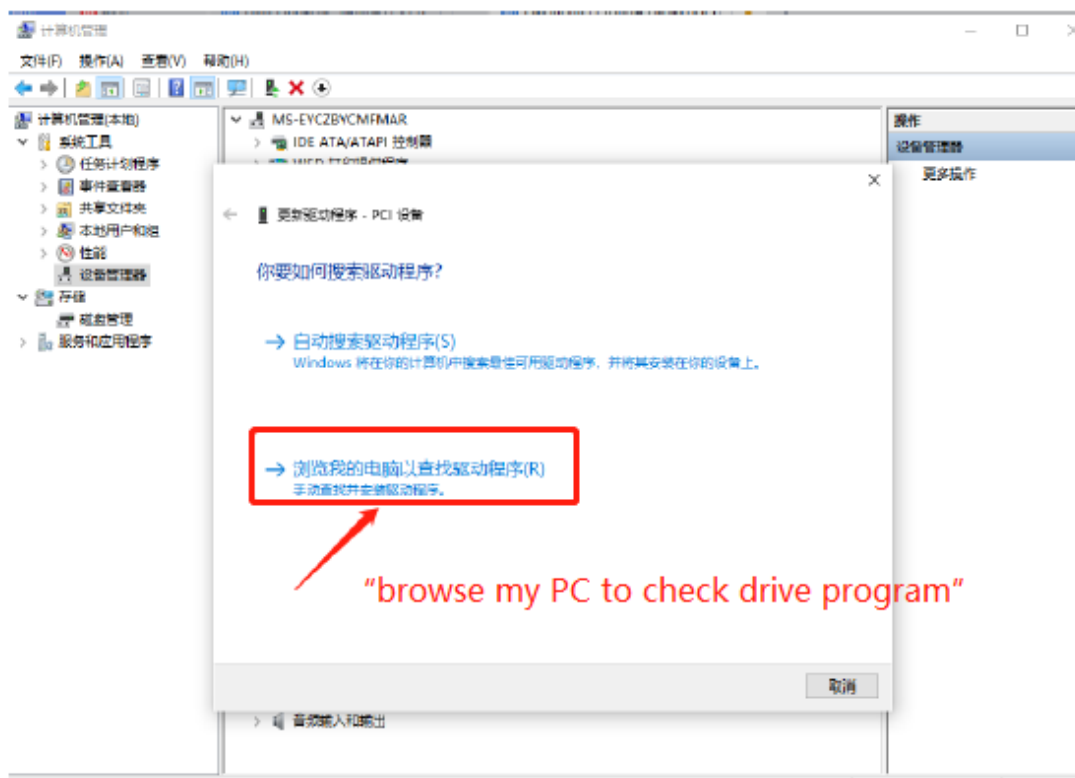 计算机管理
文件(F) 操作(A) 查看(V) 帮助(H)
计算机管理(本地)
系统工具
任务计划程序
事件查看器
共享文件夹
本地用户和组
性能
设备管理器
存储
磁盘管理
服务和应用程序
MS-EYCZBYCMFMAR
IDE ATA/ATAPI 控制器
操作
设备管理器
更多操作
更新驱动程序 - PCI 设备
你要如何搜索驱动程序?
自动搜索驱动程序(S)
Windows 将在你的计算机中搜索最佳可用驱动程序，并将其安装在你的设备上。
浏览我的电脑以查找驱动程序(R)
手动查找并安装驱动程序。
"browse my PC to check drive program"
取消
音频输入和输出